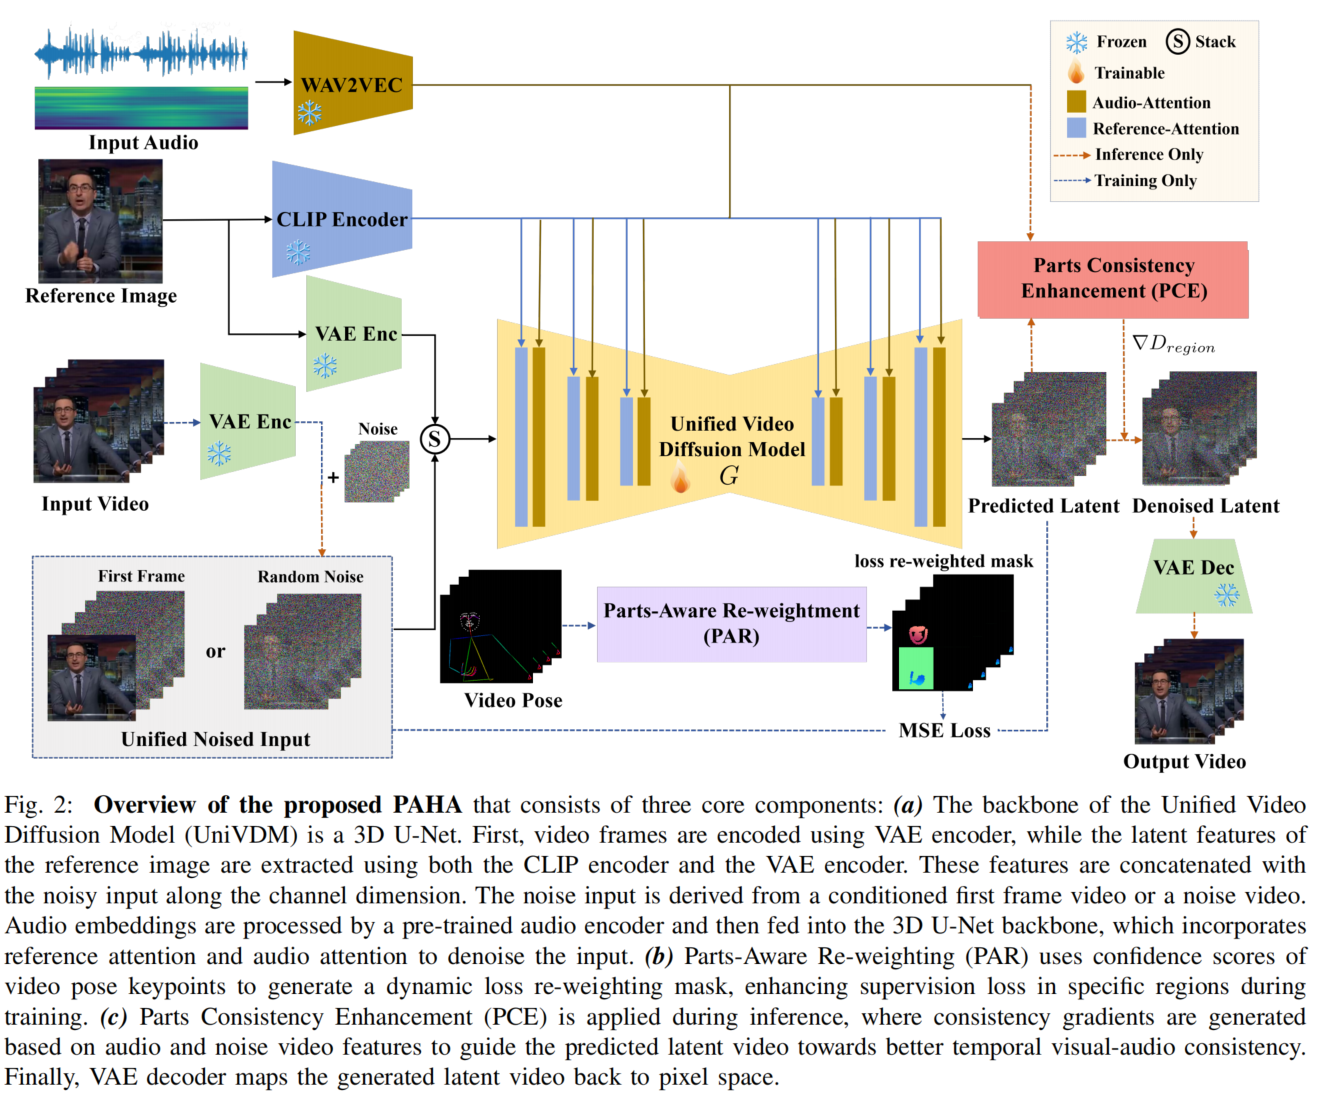 Input Audio
WAV2VEC
Frozen
S
Stack
Trainable
Audio-Attention
Reference-Attention
Inference Only
Training Only
Reference Image
CLIP Encoder
VAE Enc
Parts Consistency
Enhancement (PCE)
∇D_region
Input Video
VAE Enc
Noise
+
S
Unified Video
Diffsuion Model
G
Predicted Latent
Denoised Latent
VAE Dec
Output Video
First Frame
or
Random Noise
Unified Noised Input
Video Pose
Parts-Aware Re-weightment
(PAR)
loss re-weighted mask
MSE Loss
Fig. 2: Overview of the proposed PAHA that consists of three core components: (a) The backbone of the Unified Video
Diffusion Model (UniVDM) is a 3D U-Net. First, video frames are encoded using VAE encoder, while the latent features of
the reference image are extracted using both the CLIP encoder and the VAE encoder. These features are concatenated with
the noisy input along the channel dimension. The noise input is derived from a conditioned first frame video or a noise video.
Audio embeddings are processed by a pre-trained audio encoder and then fed into the 3D U-Net backbone, which incorporates
reference attention and audio attention to denoise the input. (b) Parts-Aware Re-weighting (PAR) uses confidence scores of
video pose keypoints to generate a dynamic loss re-weighting mask, enhancing supervision loss in specific regions during
training. (c) Parts Consistency Enhancement (PCE) is applied during inference, where consistency gradients are generated
based on audio and noise video features to guide the predicted latent video towards better temporal visual-audio consistency.
Finally, VAE decoder maps the generated latent video back to pixel space.